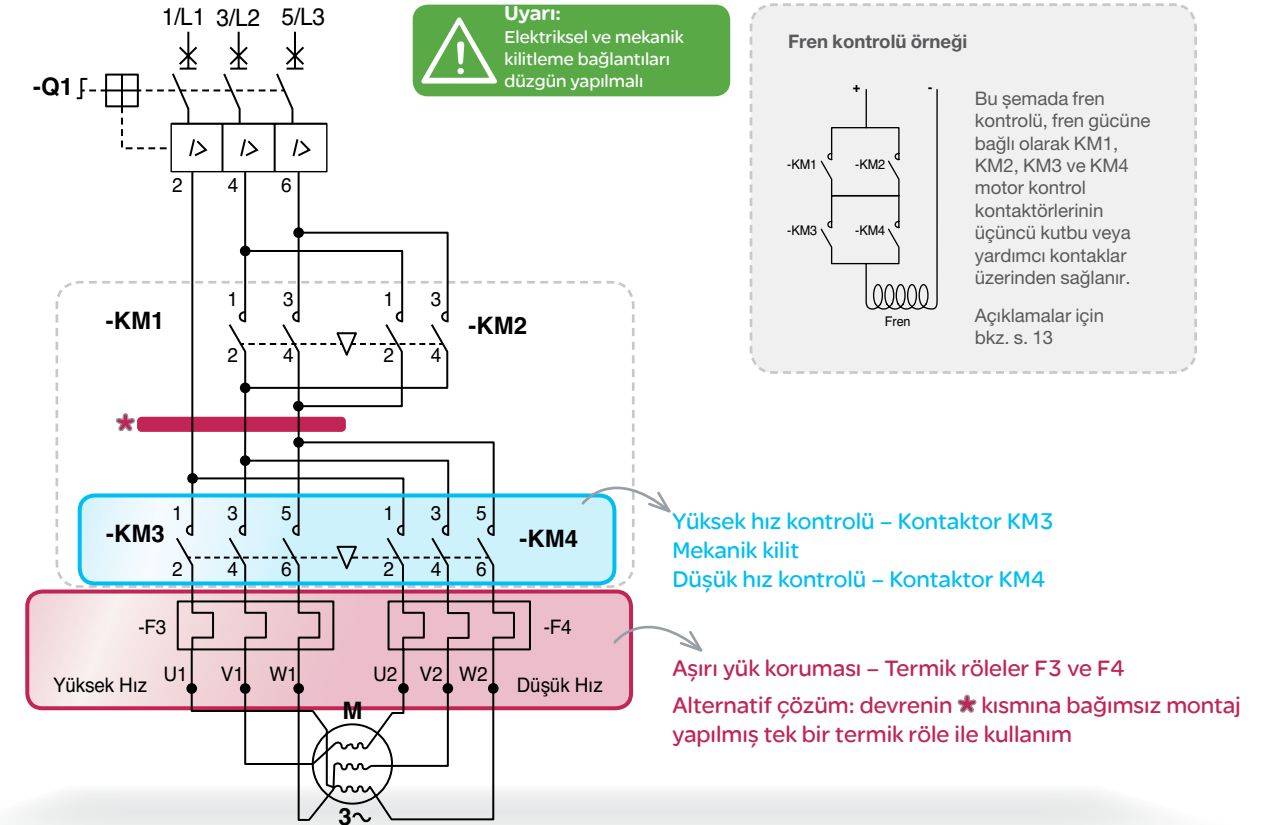 1/L1 3/L2 5/L3
-Q1
I> I> I>
2 4 6
Uyarı:
Elektriksel ve mekanik
kilitleme bağlantıları
düzgün yapılmalı
Fren kontrolü örneği
+ -
-KM1 -KM2
-KM3 -KM4
Fren
Bu şemada fren
kontrolü, fren gücüne
bağlı olarak KM1,
KM2, KM3 ve KM4
motor kontrol
kontaktörlerinin
üçüncü kutbu veya
yardımcı kontaklar
üzerinden sağlanır.
Açıklamalar için
bkz. s. 13
1 3 1 3
-KM1 -KM2
2 4 2 4
*
1 3 5 1 3 5
-KM3 -KM4
2 4 6 2 4 6
Yüksek hız kontrolü – Kontaktor KM3
Mekanik kilit
Düşük hız kontrolü – Kontaktor KM4
-F3 -F4
U1 V1 W1 U2 V2 W2
Yüksek Hız Düşük Hız
M
3~
Aşırı yük koruması – Termik röleler F3 ve F4
Alternatif çözüm: devrenin * kısmına bağımsız montaj
yapılmış tek bir termik röle ile kullanım